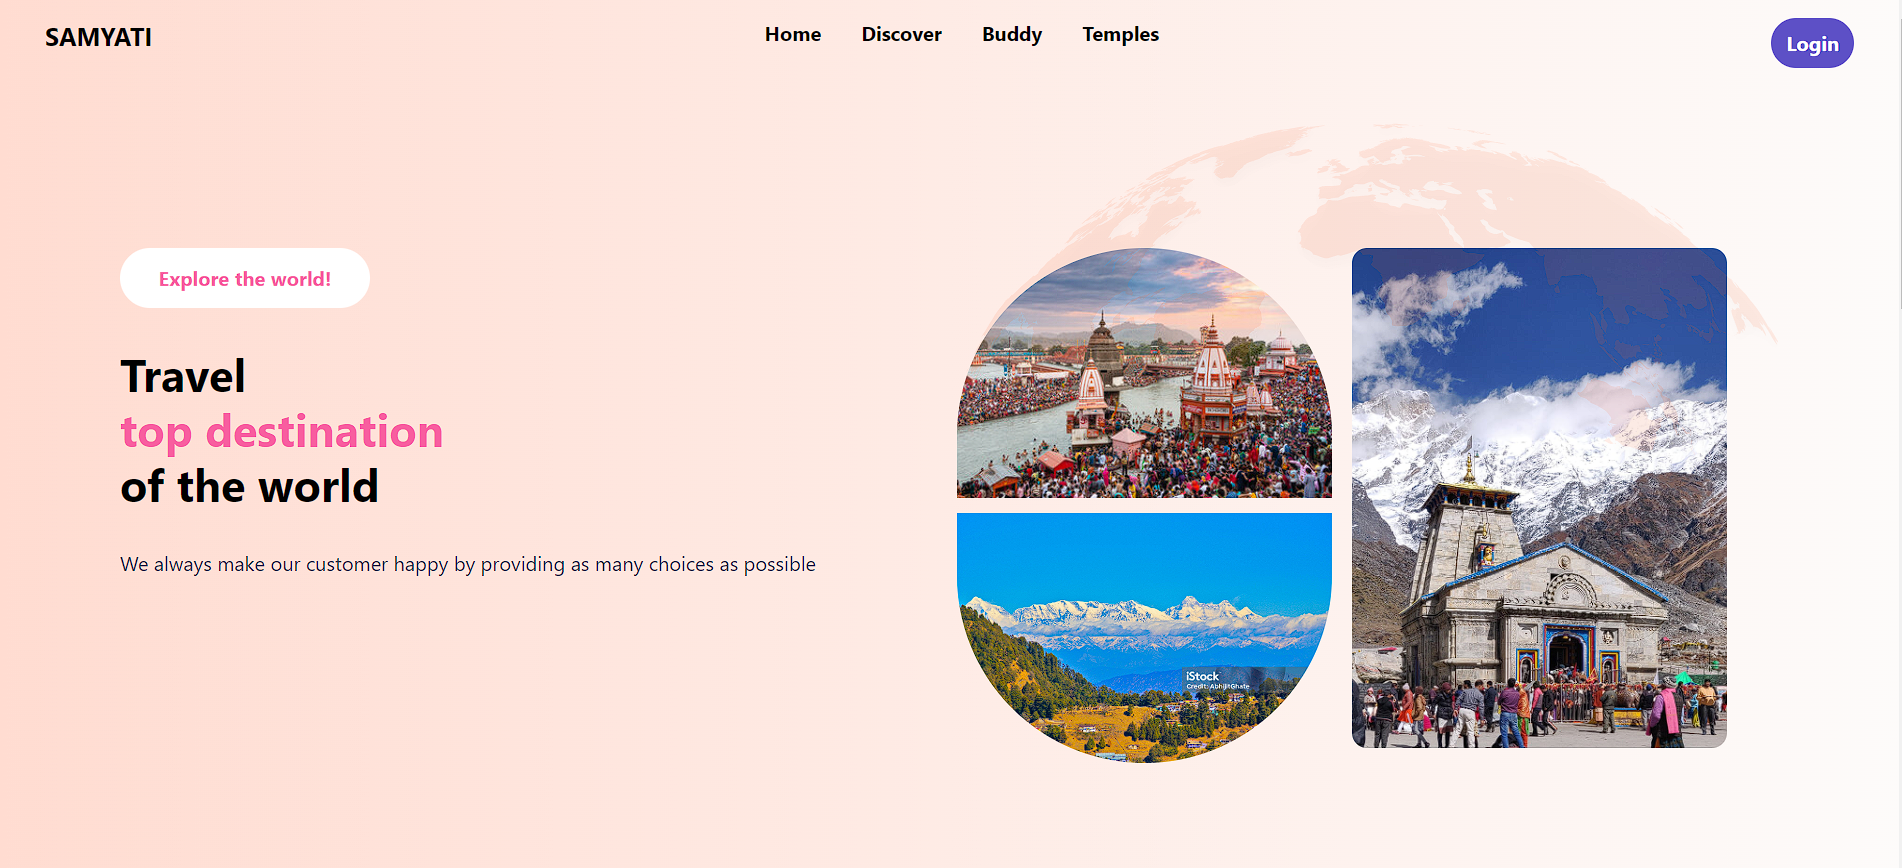 SAMYATI
Home Discover Buddy Temples
Login
Explore the world!
Travel
top destination
of the world
We always make our customer happy by providing as many choices as possible
iStock
Credit: AbhijitGhate